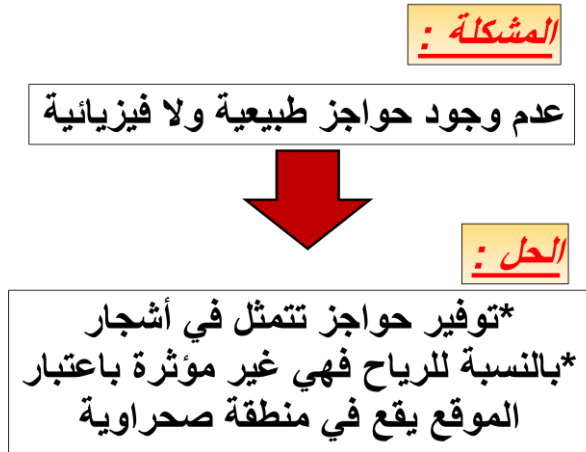 المشكلة :
عدم وجود حواجز طبيعية ولا فيزيائية
الحل :
*توفير حواجز تتمثل في أشجار
*بالنسبة للرياح فهي غير مؤثرة باعتبار
الموقع يقع في منطقة صحراوية